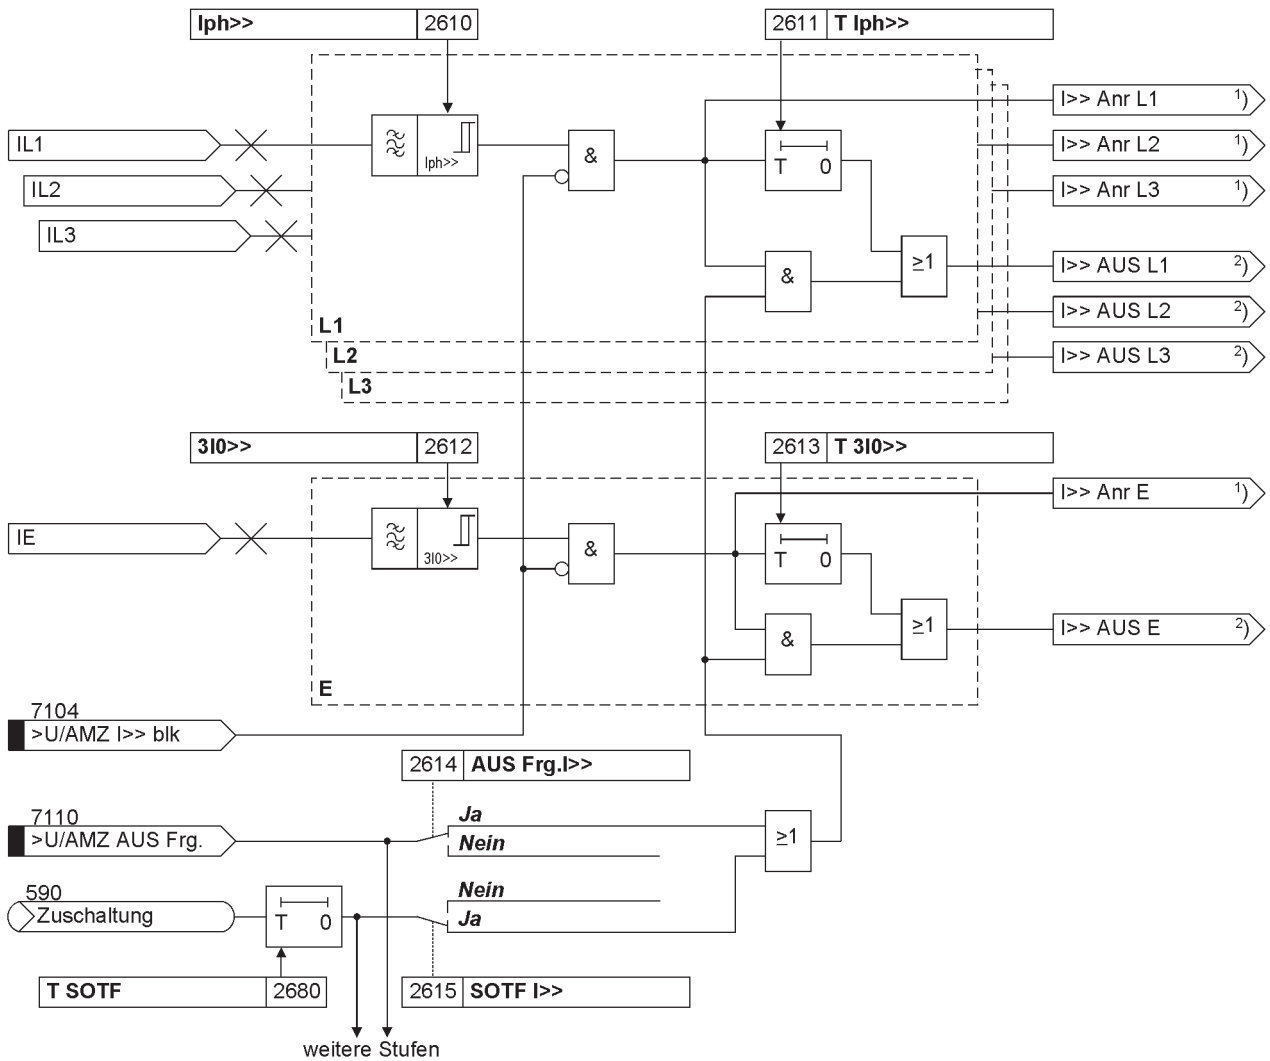 Iph>> 2610
2611 T Iph>>
I>> Anr L1 1)
IL1
Iph>>
&
T 0
I>> Anr L2 1)
IL2
I>> Anr L3 1)
IL3
&
≥1
I>> AUS L1 2)
I>> AUS L2 2)
L1
L2
I>> AUS L3 2)
L3
3I0>> 2612
2613 T 3I0>>
I>> Anr E 1)
IE
3I0>>
&
T 0
&
≥1
I>> AUS E 2)
E
7104
>U/AMZ I>> blk
2614 AUS Frg.I>>
7110
>U/AMZ AUS Frg.
Ja
Nein
≥1
590
Zuschaltung
T 0
Nein
Ja
T SOTF 2680
2615 SOTF I>>
weitere Stufen